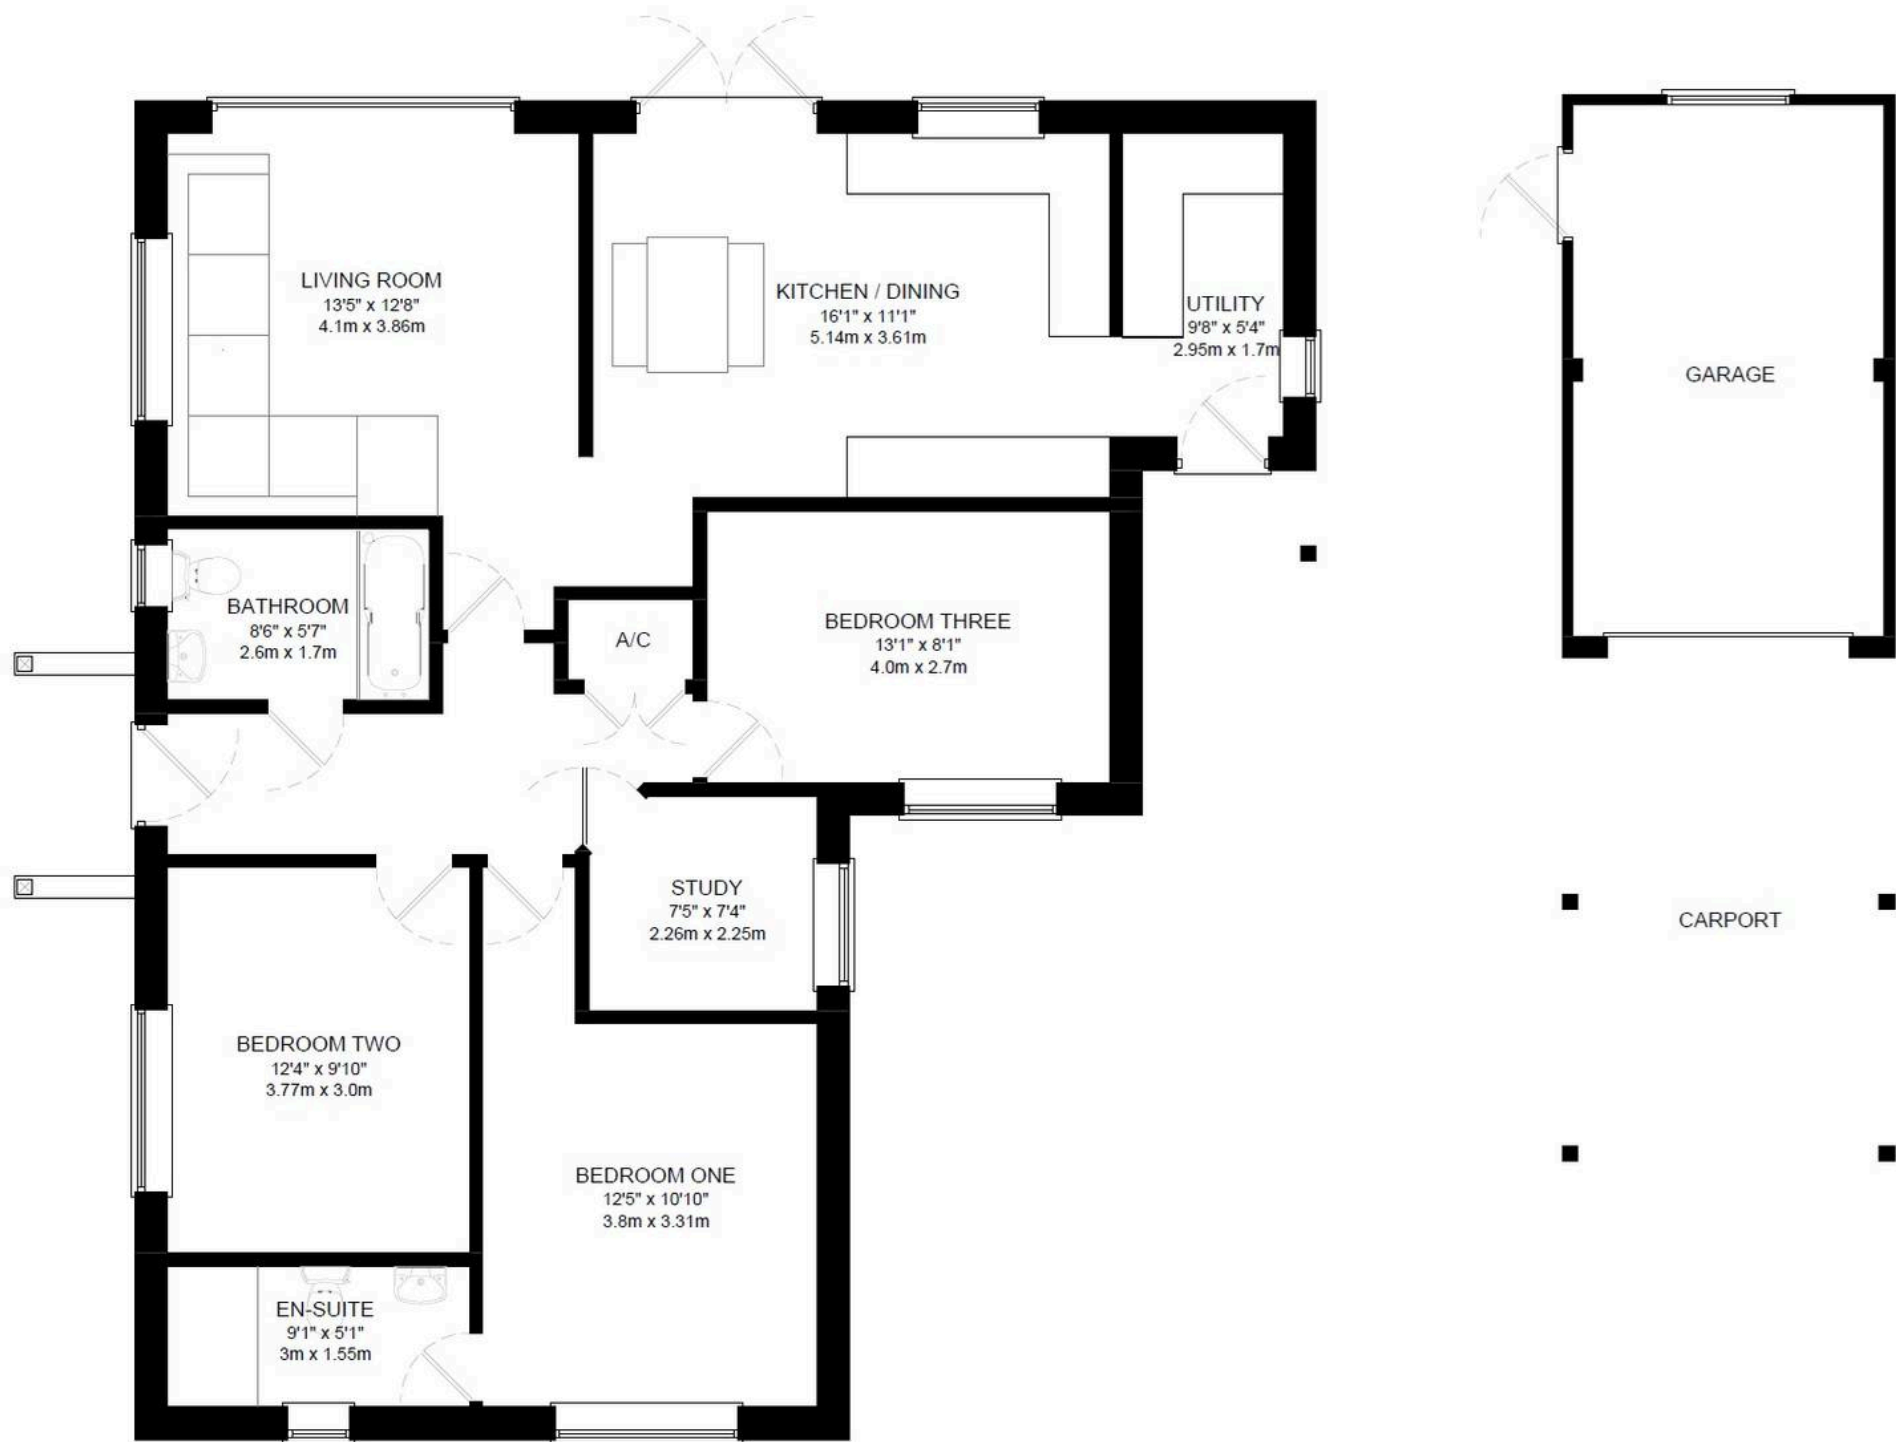 LIVING ROOM
13'5" x 12'8"
4.1m x 3.86m
KITCHEN / DINING
16'1" x 11'1"
5.14m x 3.61m
UTILITY
9'8" x 5'4"
2.95m x 1.7m
GARAGE
BATHROOM
8'6" x 5'7"
2.6m x 1.7m
A/C
BEDROOM THREE
13'1" x 8'1"
4.0m x 2.7m
STUDY
7'5" x 7'4"
2.26m x 2.25m
CARPORT
BEDROOM TWO
12'4" x 9'10"
3.77m x 3.0m
BEDROOM ONE
12'5" x 10'10"
3.8m x 3.31m
EN-SUITE
9'1" x 5'1"
3m x 1.55m